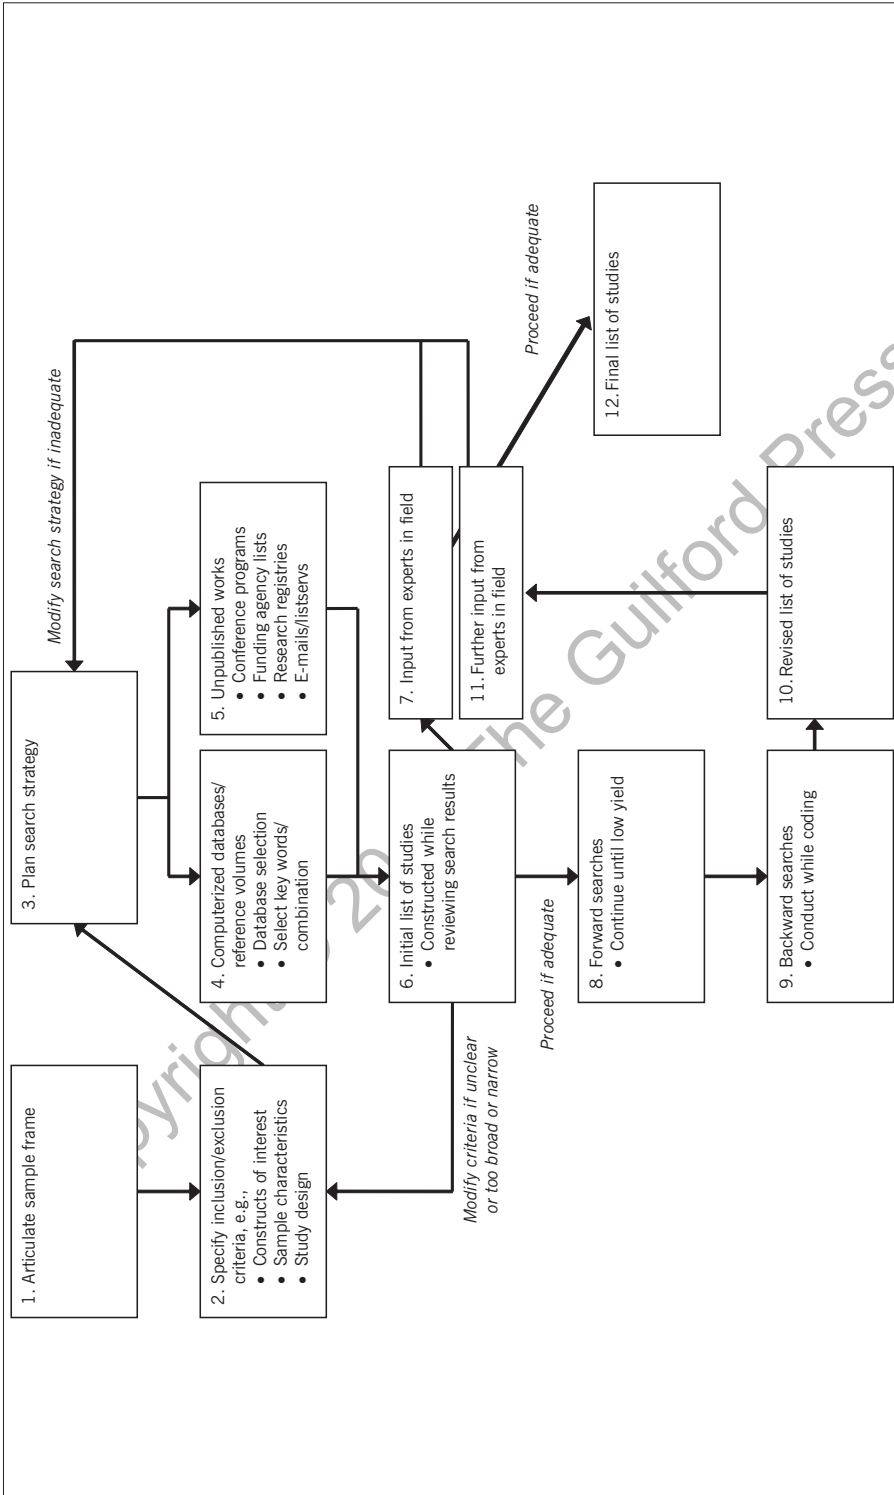 1. Articulate sample frame
2. Specify inclusion/exclusion
criteria, e.g.,
• Constructs of interest
• Sample characteristics
• Study design
Modify criteria if unclear
or too broad or narrow
3. Plan search strategy
Modify search strategy if inadequate
4. Computerized databases/
reference volumes
• Database selection
• Select key words/
combination
5. Unpublished works
• Conference programs
• Funding agency lists
• Research registries
• E-mails/listservs
6. Initial list of studies
• Constructed while
reviewing search results
7. Input from experts in field
Proceed if adequate
8. Forward searches
• Continue until low yield
9. Backward searches
• Conduct while coding
10. Revised list of studies
11. Further input from
experts in field
Proceed if adequate
12. Final list of studies
The Guilford Press